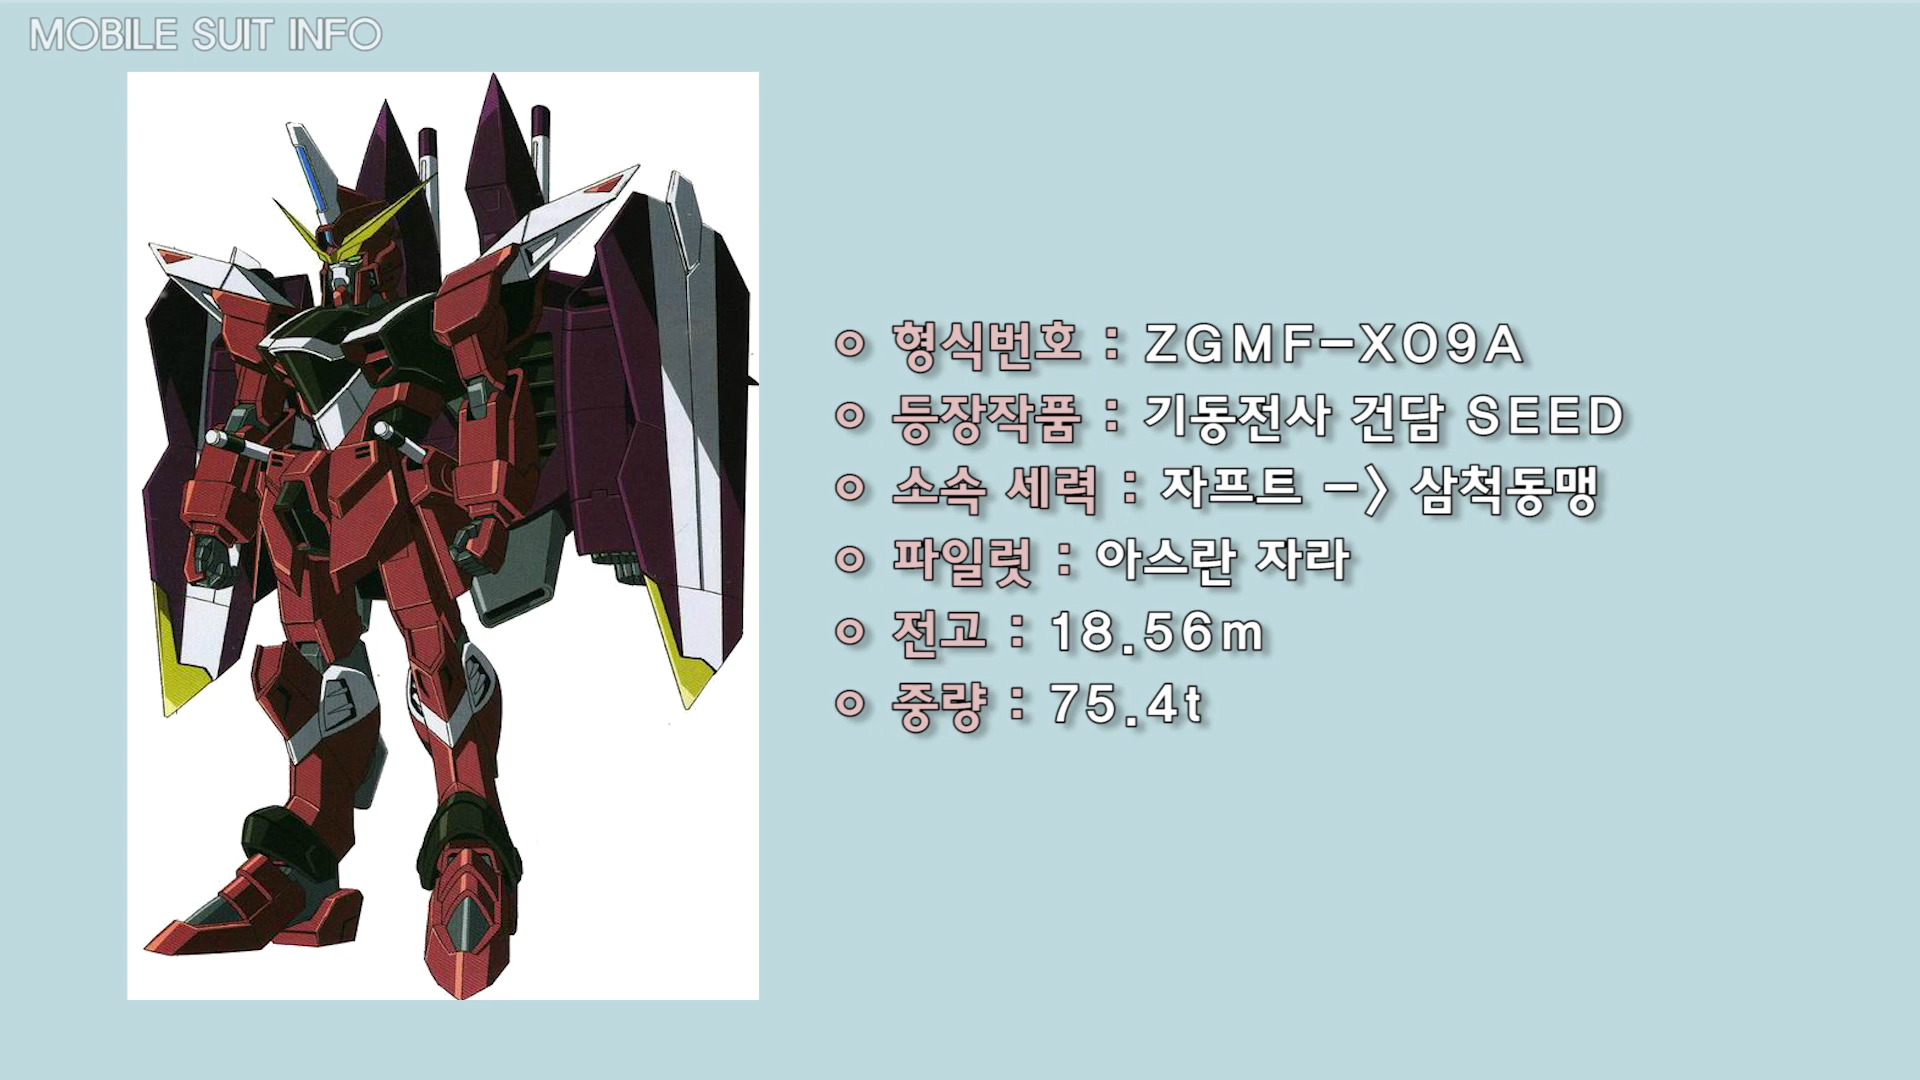 MOBILE SUIT INFO
ㅇ 형식번호 : ZGMF-X09A
ㅇ 등장작품 : 기동전사 건담 SEED
ㅇ 소속 세력 : 자프트 -> 삼척동맹
ㅇ 파일럿 : 아스란 자라
ㅇ 전고 : 18.56m
ㅇ 중량 : 75.4t